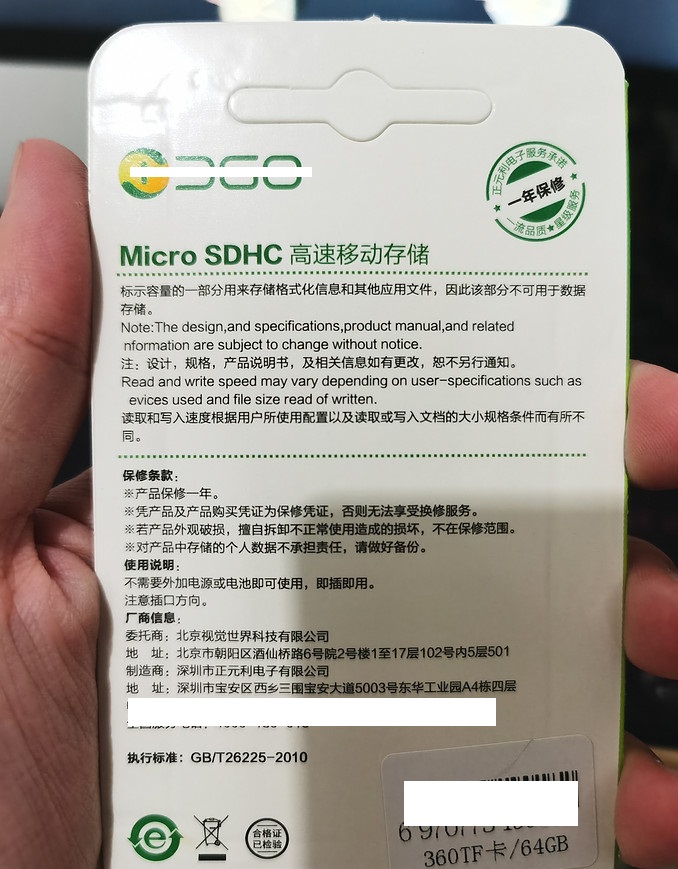 正元利电子服务承诺
一年保修
一流品质★星级服务
Micro SDHC 高速移动存储
标示容量的一部分用来存储格式化信息和其他应用文件，因此该部分不可用于数据
存储。
Note:The design,and specifications,product manual,and related
nformation are subject to change without notice.
注：设计，规格，产品说明书，及相关信息如有更改，恕不另行通知。
Read and write speed may vary depending on user-specifications such as
evices used and file size read of written.
读取和写入速度根据用户所使用配置以及读取或写入文档的大小规格条件而有所不
同。
保修条款：
※产品保修一年。
※凭产品及产品购买凭证为保修凭证，否则无法享受换修服务。
※若产品外观破损，擅自拆卸不正常使用造成的损坏，不在保修范围。
※对产品中存储的个人数据不承担责任，请做好备份。
使用说明：
不需要外加电源或电池即可使用，即插即用。
注意插口方向。
厂商信息：
委托商：北京视觉世界科技有限公司
地　址：北京市朝阳区酒仙桥路6号院2号楼1至17层102号内5层501
制造商：深圳市正元利电子有限公司
地　址：深圳市宝安区西乡三围宝安大道5003号东华工业园A4栋四层
执行标准：GB/T26225-2010
e
合格证
已检验
360TF卡/64GB